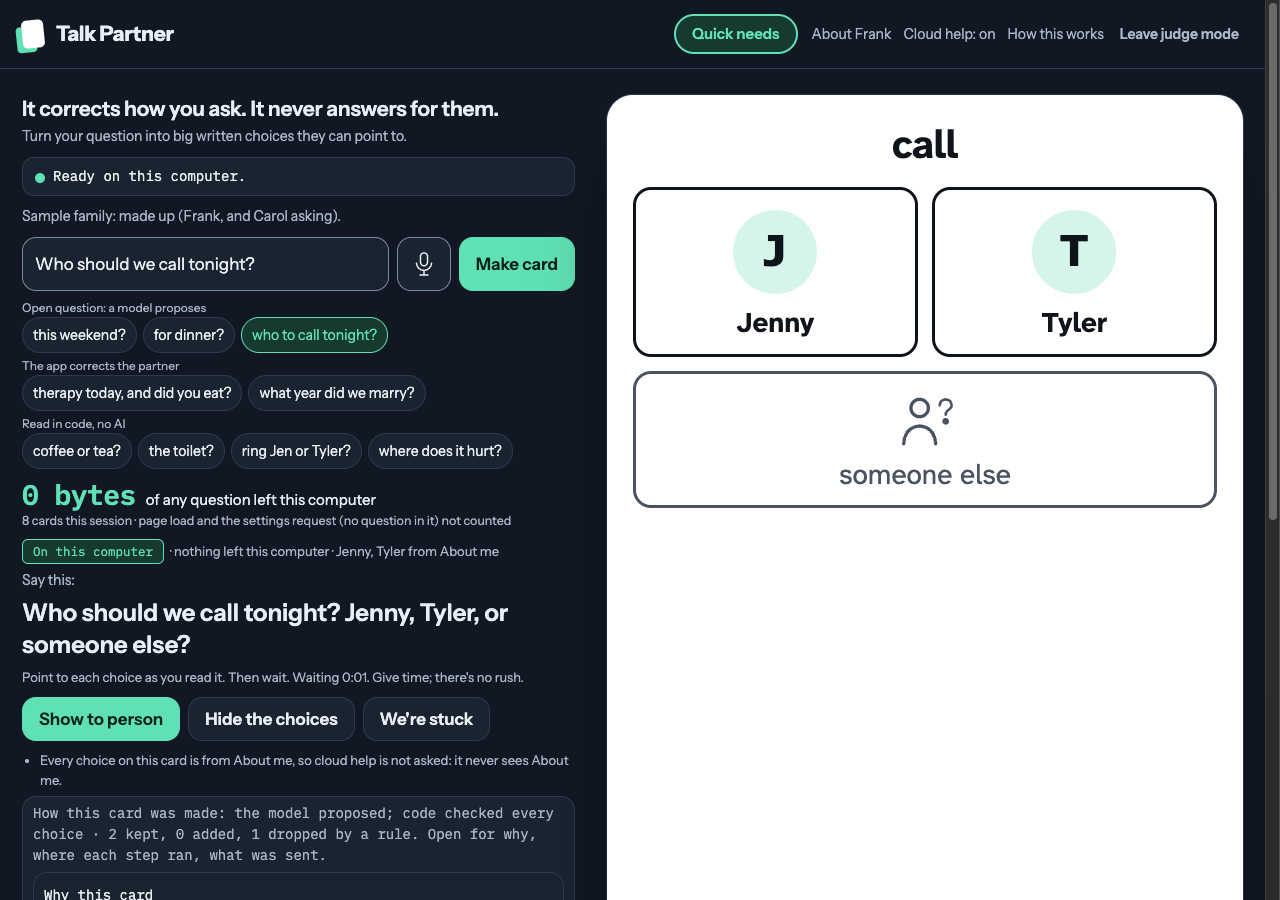 Talk Partner
Quick needs
About Frank
Cloud help: on
How this works
Leave judge mode
It corrects how you ask. It never answers for them.
Turn your question into big written choices they can point to.
Ready on this computer.
Sample family: made up (Frank, and Carol asking).
Who should we call tonight?
Make card
Open question: a model proposes
this weekend?
for dinner?
who to call tonight?
The app corrects the partner
therapy today, and did you eat?
what year did we marry?
Read in code, no AI
coffee or tea?
the toilet?
ring Jen or Tyler?
where does it hurt?
0 bytes of any question left this computer
8 cards this session · page load and the settings request (no question in it) not counted
On this computer · nothing left this computer · Jenny, Tyler from About me
Say this:
Who should we call tonight? Jenny, Tyler, or
someone else?
Point to each choice as you read it. Then wait. Waiting 0:01. Give time; there's no rush.
Show to person
Hide the choices
We're stuck
• Every choice on this card is from About me, so cloud help is not asked: it never sees About
me.
How this card was made: the model proposed; code checked every
choice · 2 kept, 0 added, 1 dropped by a rule. Open for why,
where each step ran, what was sent.
Why this card
call
J
Jenny
T
Tyler
?
someone else